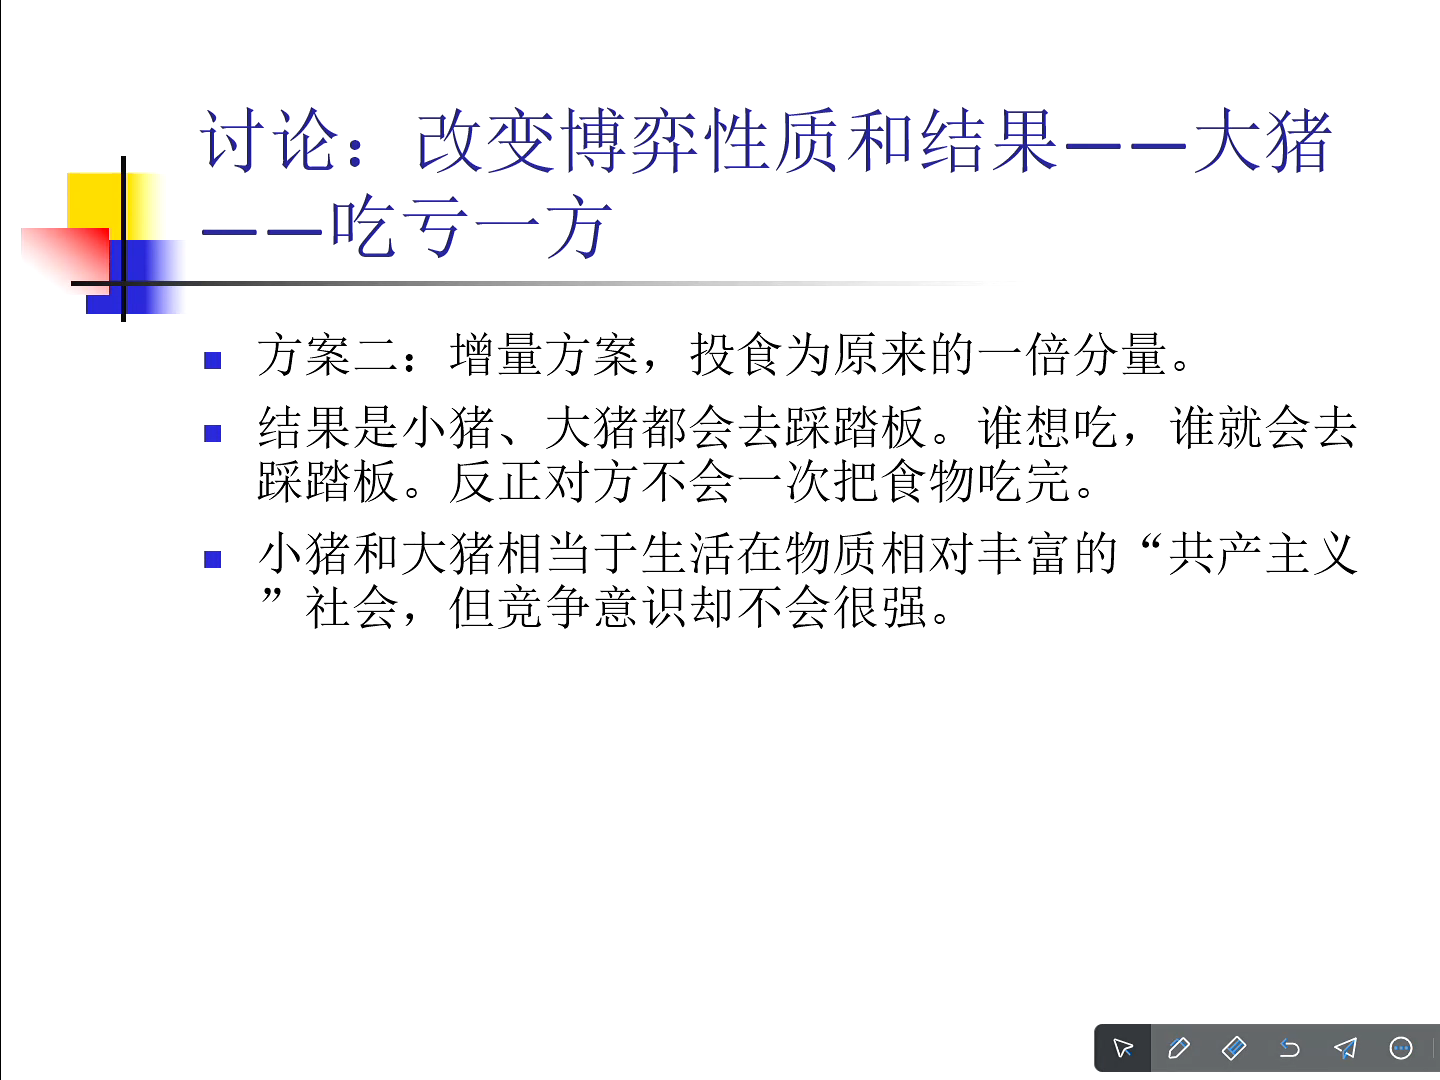 讨论：改变博弈性质和结果——大猪
——吃亏一方
方案二：增量方案，投食为原来的一倍分量。
结果是小猪、大猪都会去踩踏板。谁想吃，谁就会去
踩踏板。反正对方不会一次把食物吃完。
小猪和大猪相当于生活在物质相对丰富的“共产主义
”社会，但竞争意识却不会很强。